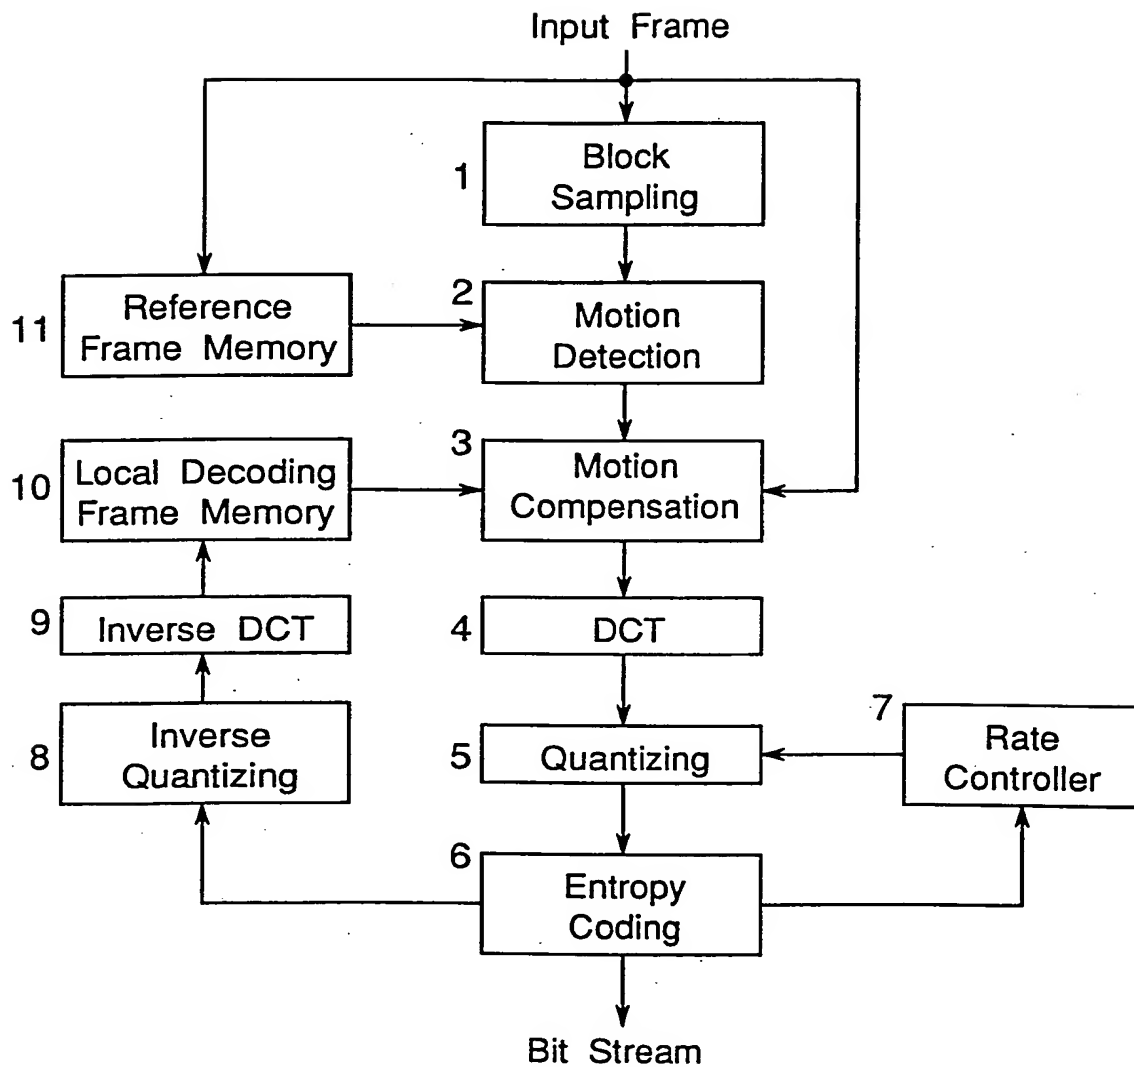 Input Frame
1
Block
Sampling
11
Reference
Frame Memory
2
Motion
Detection
10
Local Decoding
Frame Memory
3
Motion
Compensation
9
Inverse DCT
4
DCT
8
Inverse
Quantizing
5
Quantizing
7
Rate
Controller
6
Entropy
Coding
Bit Stream